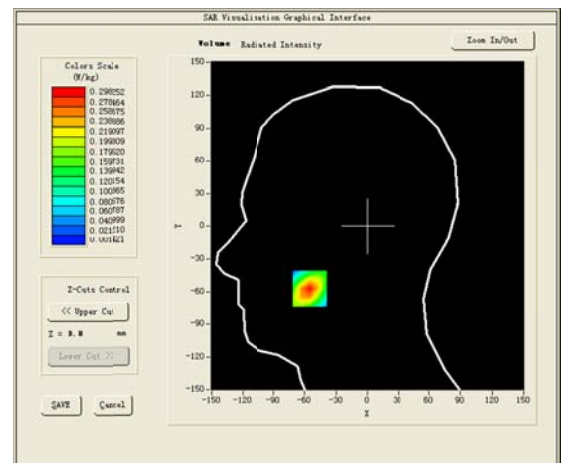 SAR Visualisation Graphical Interface
Volume Radiated Intensity
Zoom In/Out
Colors Scale
(W/kg)
0.298252
0.278464
0.258675
0.238886
0.219097
0.199309
0.179520
0.159731
0.139942
0.120154
0.100365
0.080576
0.060787
0.040999
0.021210
0.001421
Z-Cuts Control
<< Upper Cut
Z = 0.0 mm
Lower Cut >>
SAVE
Cancel
150
120
90
60
30
0
-30
-60
-90
-120
-150
Y
-150 -120 -90 -60 -30 0 30 60 90 120 150
X